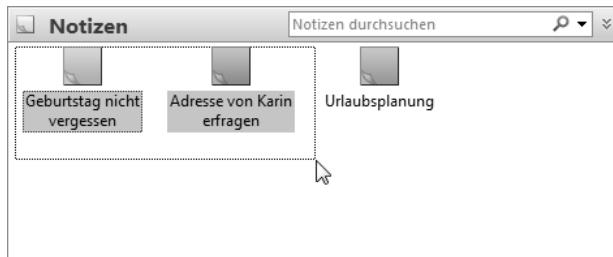 Notizen
Notizen durchsuchen
Geburtstag nicht
vergessen
Adresse von Karin
erfragen
Urlaubsplanung